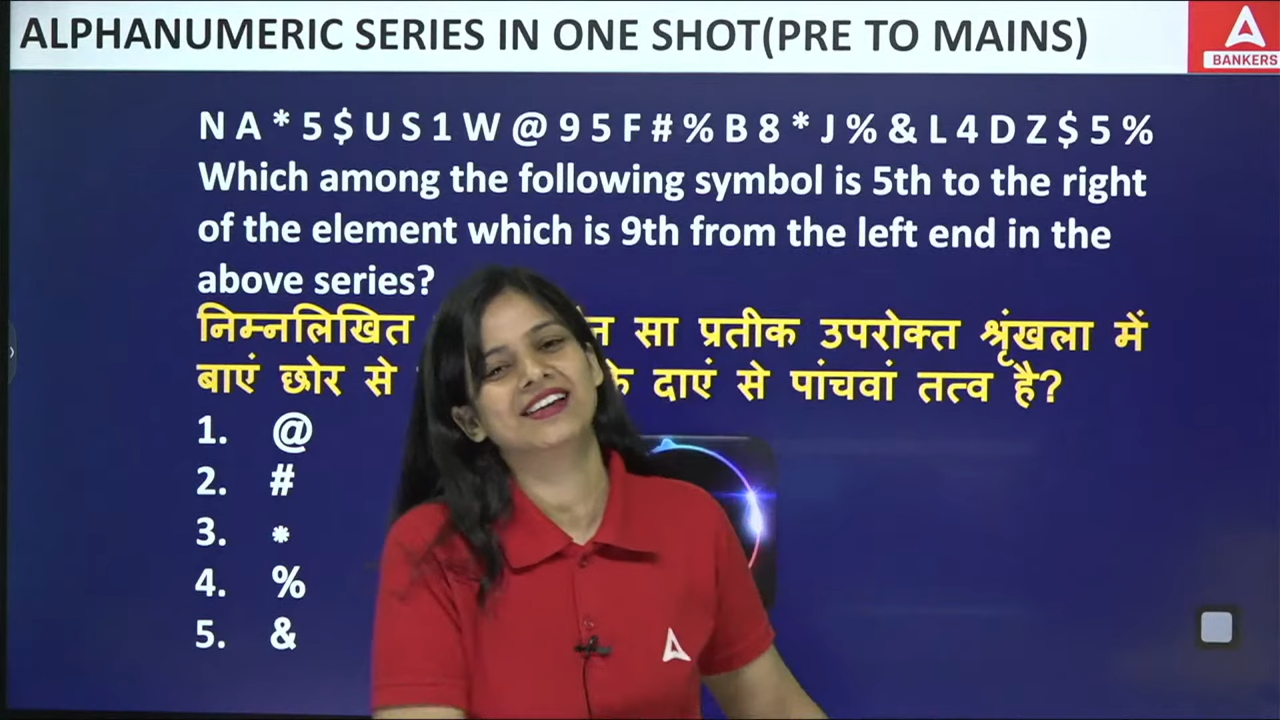 ALPHANUMERIC SERIES IN ONE SHOT(PRE TO MAINS)
BANKERS
N A * 5 $ U S 1 W @ 9 5 F # % B 8 * J % & L 4 D Z $ 5 %
Which among the following symbol is 5th to the right
of the element which is 9th from the left end in the
above series?
निम्नलिखित सा प्रतीक उपरोक्त श्रृंखला में
बाएं छोर से दाएं से पांचवां तत्व है?
1. @
2. #
3. *
4. %
5. &